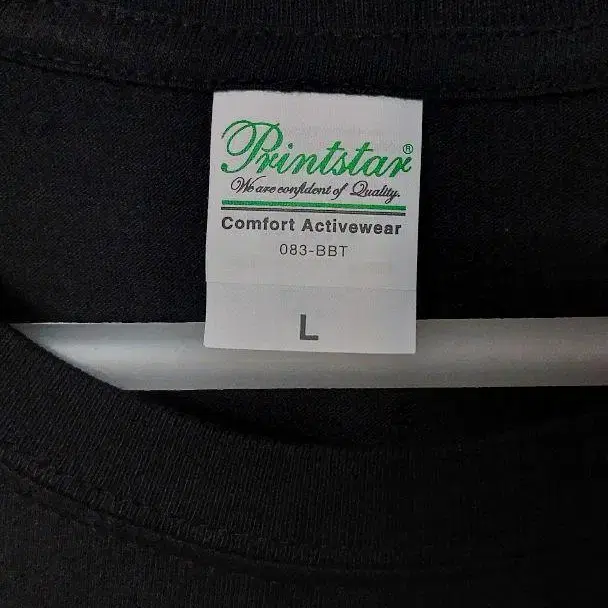 Printstar®
We are confident of Quality.
Comfort Activewear
083-BBT
L